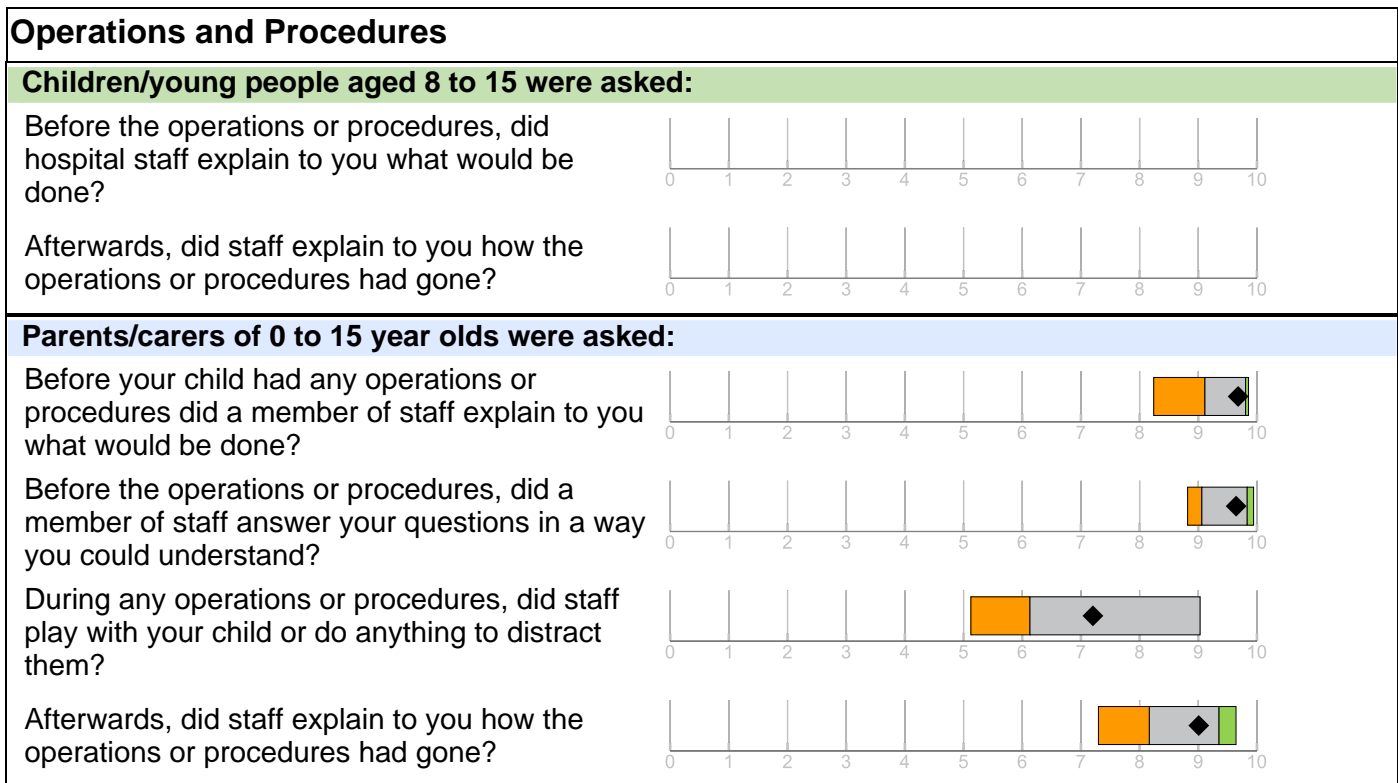 Operations and Procedures
Children/young people aged 8 to 15 were asked:
Before the operations or procedures, did
hospital staff explain to you what would be
done?
0 1 2 3 4 5 6 7 8 9 10
Afterwards, did staff explain to you how the
operations or procedures had gone?
0 1 2 3 4 5 6 7 8 9 10
Parents/carers of 0 to 15 year olds were asked:
Before your child had any operations or
procedures did a member of staff explain to you
what would be done?
0 1 2 3 4 5 6 7 8 9 10
Before the operations or procedures, did a
member of staff answer your questions in a way
you could understand?
0 1 2 3 4 5 6 7 8 9 10
During any operations or procedures, did staff
play with your child or do anything to distract
them?
0 1 2 3 4 5 6 7 8 9 10
Afterwards, did staff explain to you how the
operations or procedures had gone?
0 1 2 3 4 5 6 7 8 9 10